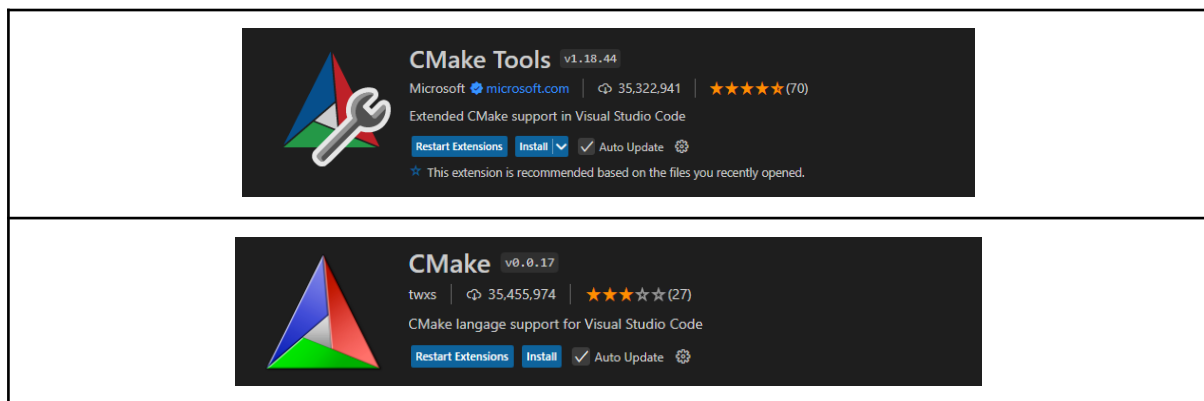 CMake Tools v1.18.44
Microsoft microsoft.com 35,322,941 (70)
Extended CMake support in Visual Studio Code
Restart Extensions Install Auto Update
This extension is recommended based on the files you recently opened.
CMake v0.0.17
twxs 35,455,974 (27)
CMake langage support for Visual Studio Code
Restart Extensions Install Auto Update